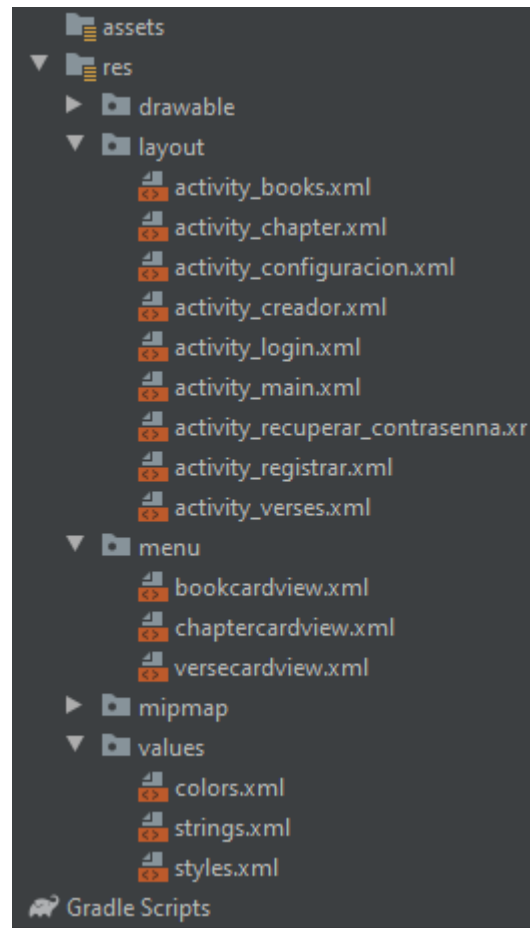 assets
res
drawable
layout
activity_books.xml
activity_chapter.xml
activity_configuracion.xml
activity_creador.xml
activity_login.xml
activity_main.xml
activity_recuperar_contrasenna.xr
activity_registrar.xml
activity_verses.xml
menu
bookcardview.xml
chaptercardview.xml
versecardview.xml
mipmap
values
colors.xml
strings.xml
styles.xml
Gradle Scripts